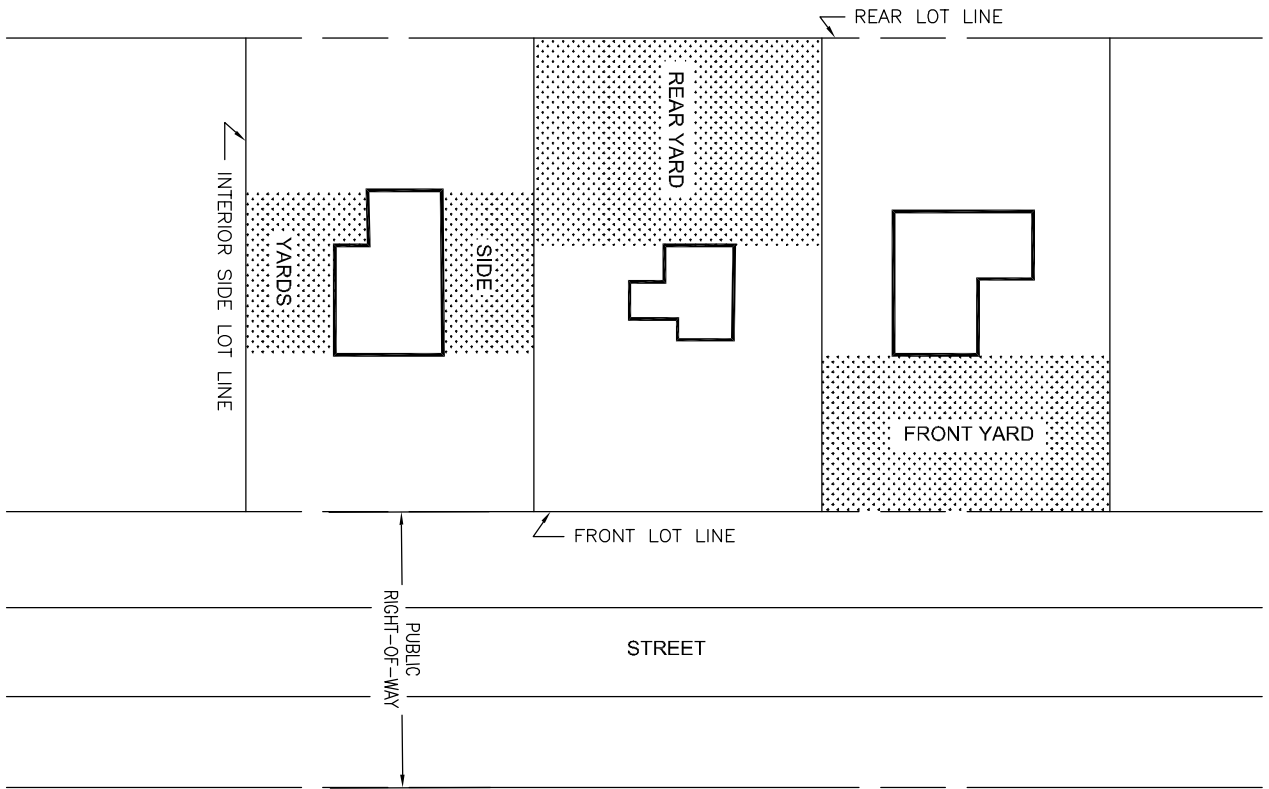 REAR LOT LINE
REAR YARD
INTERIOR SIDE LOT LINE
YARDS
SIDE
FRONT YARD
FRONT LOT LINE
PUBLIC
RIGHT-OF-WAY
STREET